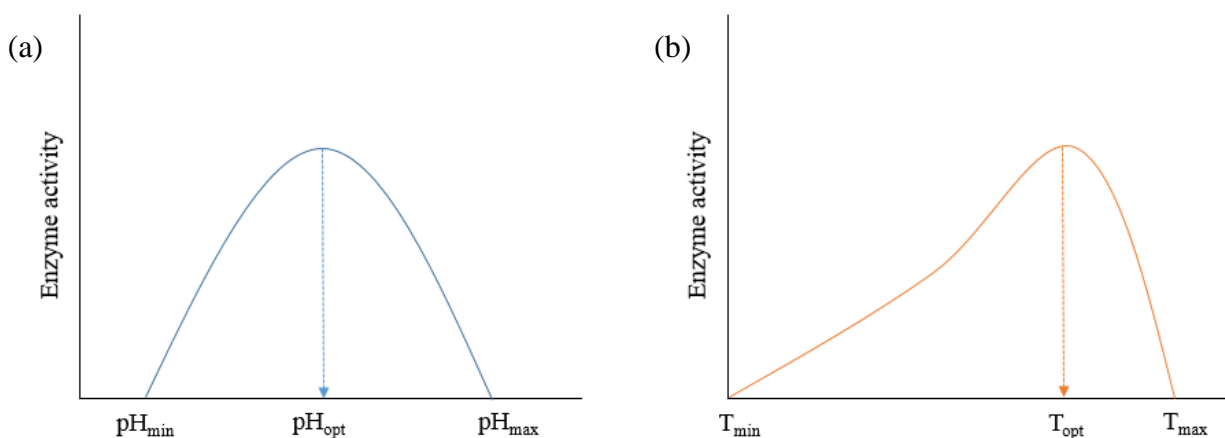 (a)
Enzyme activity
pHmin
pHopt
pHmax
(b)
Enzyme activity
Tmin
Topt
Tmax